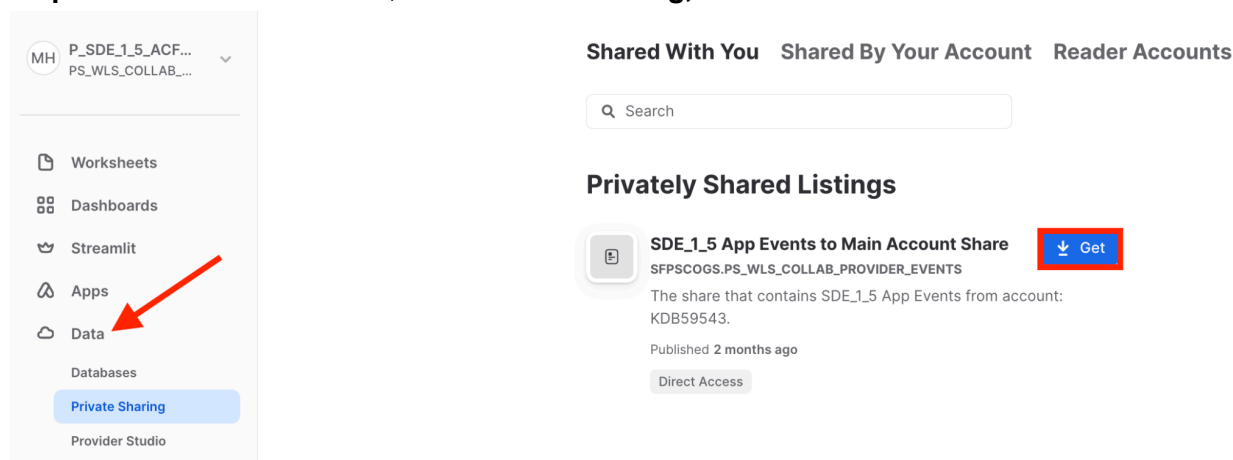 MH
P_SDE_1_5_ACF...
PS_WLS_COLLAB_...
Worksheets
Dashboards
Streamlit
Apps
Data
Databases
Private Sharing
Provider Studio
Shared With You Shared By Your Account Reader Accounts
Search
Privately Shared Listings
SDE_1_5 App Events to Main Account Share
Get
SFPSCOGS.PS_WLS_COLLAB_PROVIDER_EVENTS
The share that contains SDE_1_5 App Events from account:
KDB59543.
Published 2 months ago
Direct Access